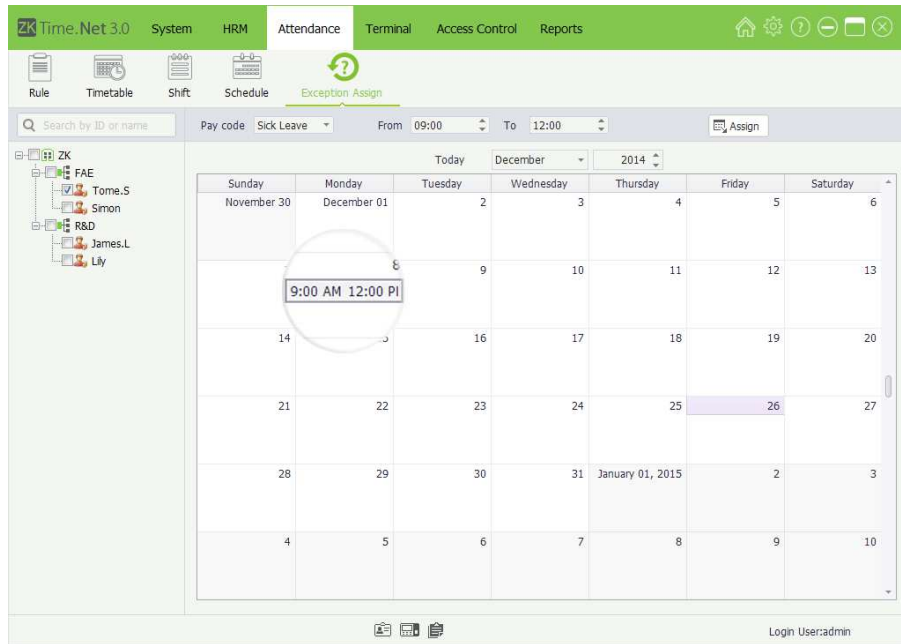 ZK Time.Net 3.0 System HRM Attendance Terminal Access Control Reports
Rule Timetable Shift Schedule Exception Assign
Search by ID or name Pay code Sick Leave From 09:00 To 12:00 Assign
ZK
FAE
Tome.S
Simon
R&D
James.L
Lily
Today December 2014
Sunday Monday Tuesday Wednesday Thursday Friday Saturday
November 30 December 01 2 3 4 5 6
8 9 10 11 12 13
9:00 AM 12:00 PI
14 16 17 18 19 20
21 22 23 24 25 26 27
28 29 30 31 January 01, 2015 2 3
4 5 6 7 8 9 10
Login User:admin